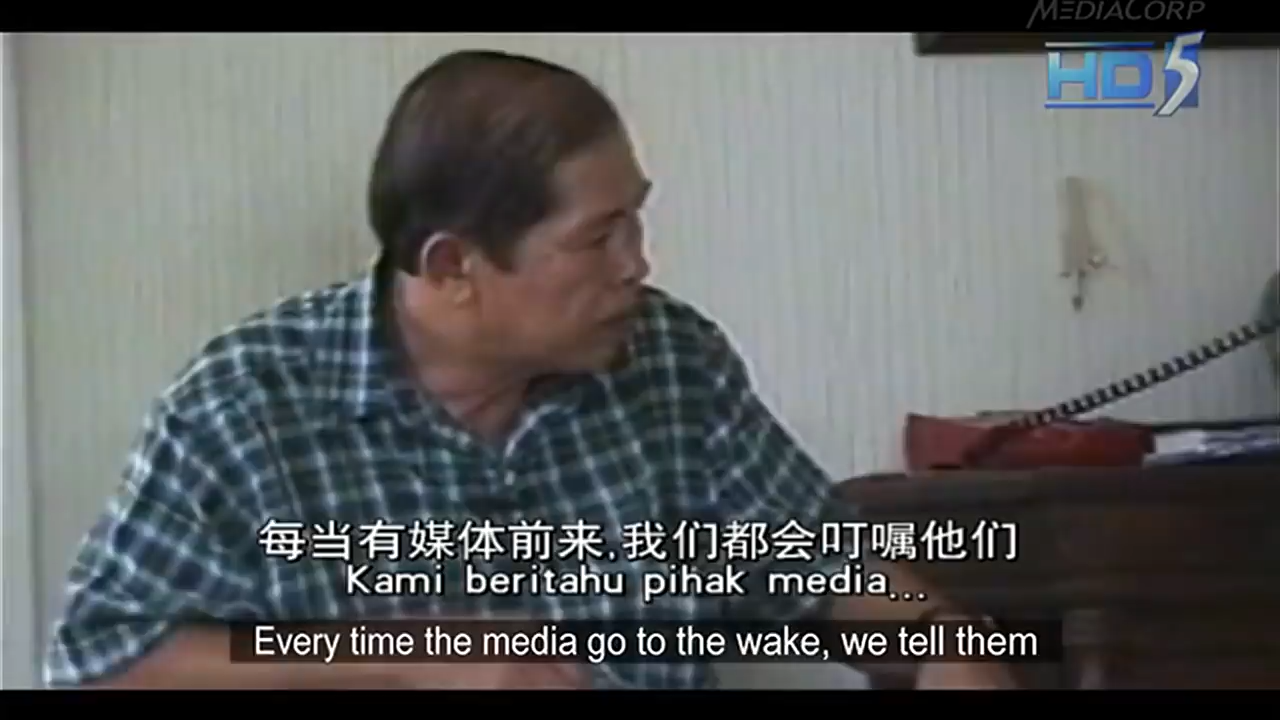 MEDIACORP
HD5
每当有媒体前来,我们都会叮嘱他们
Kami beritahu pihak media...
Every time the media go to the wake, we tell them